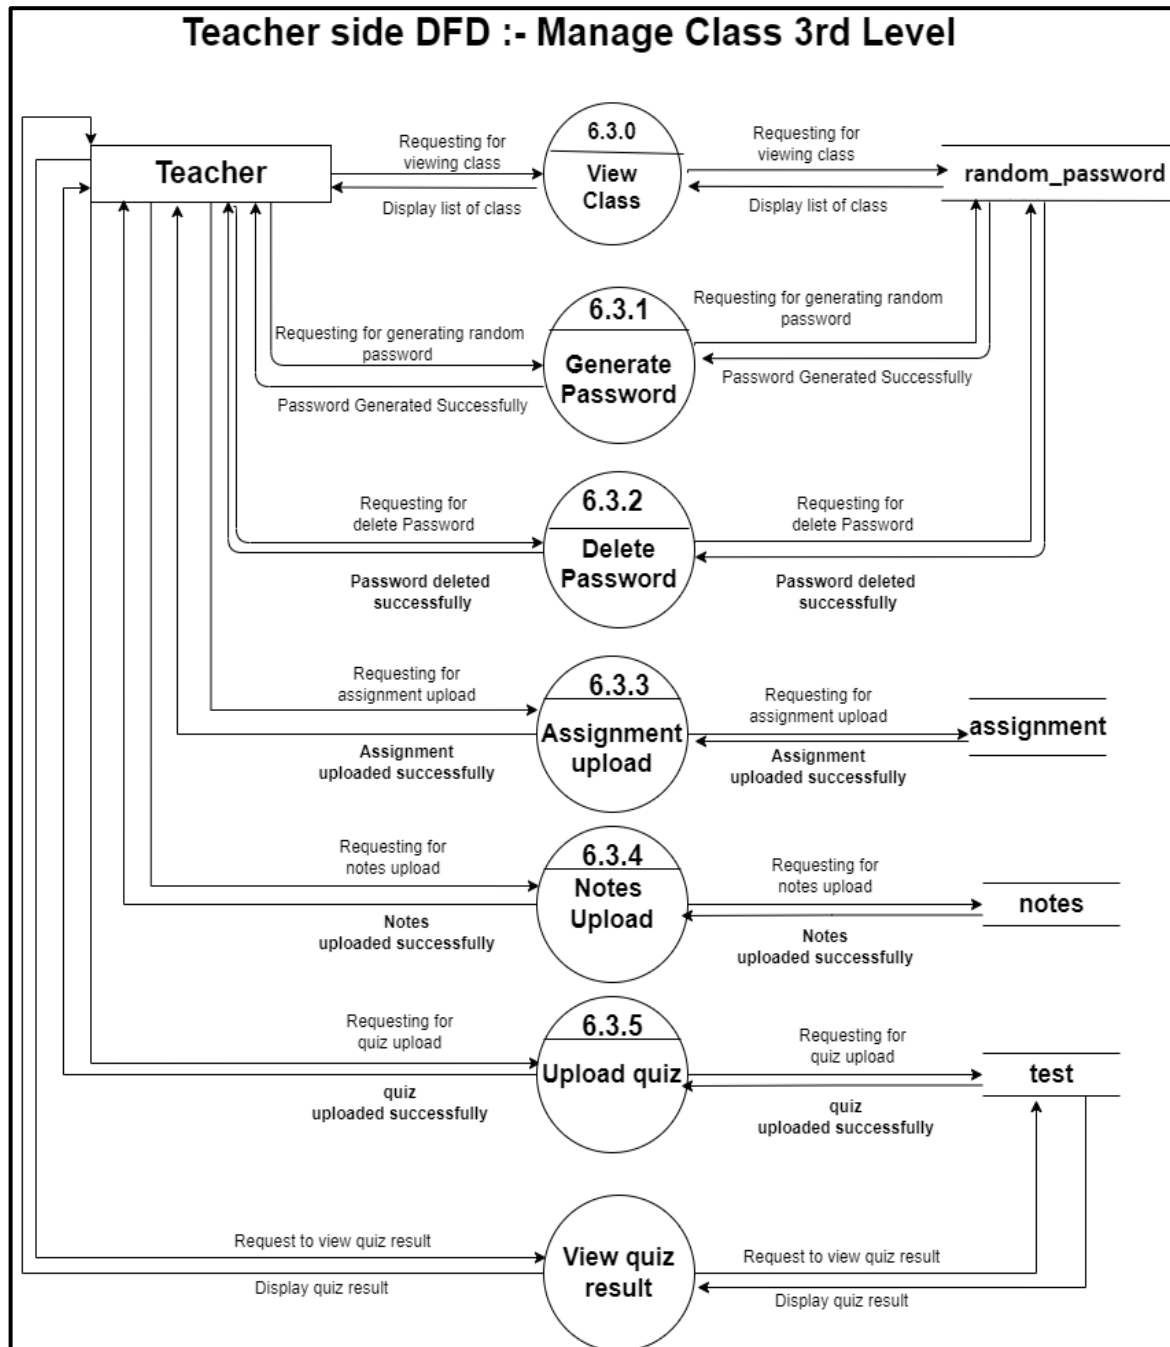 Teacher side DFD :- Manage Class 3rd Level
Teacher
Requesting for
viewing class
Display list of class
6.3.0
View
Class
Requesting for
viewing class
Display list of class
random_password
Requesting for generating random
password
Password Generated Successfully
6.3.1
Generate
Password
Requesting for generating random
password
Password Generated Successfully
Requesting for
delete Password
Password deleted
successfully
6.3.2
Delete
Password
Requesting for
delete Password
Password deleted
successfully
Requesting for
assignment upload
Assignment
uploaded successfully
6.3.3
Assignment
upload
Requesting for
assignment upload
Assignment
uploaded successfully
assignment
Requesting for
notes upload
Notes
uploaded successfully
6.3.4
Notes
Upload
Requesting for
notes upload
Notes
uploaded successfully
notes
Requesting for
quiz upload
quiz
uploaded successfully
6.3.5
Upload quiz
Requesting for
quiz upload
quiz
uploaded successfully
test
Request to view quiz result
Display quiz result
View quiz
result
Request to view quiz result
Display quiz result